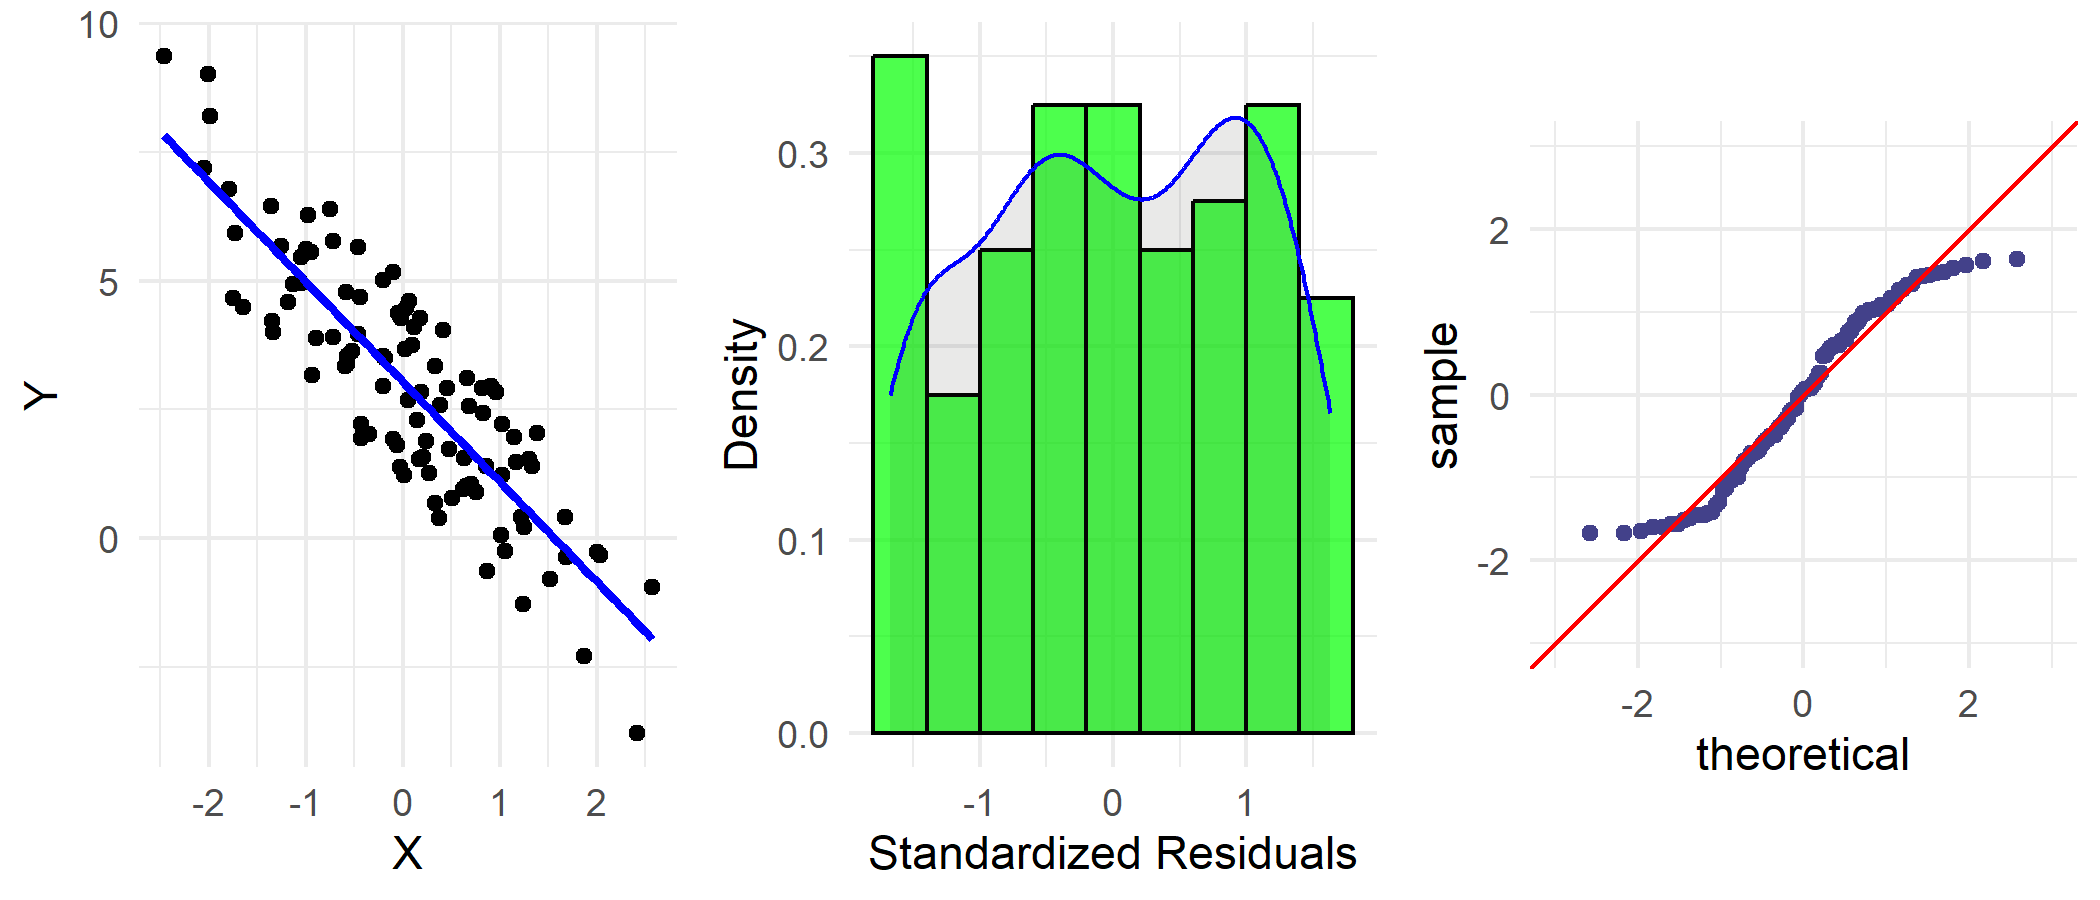 10
5
0
Y
-2 -1 0 1 2
X
0.3
0.2
0.1
0.0
Density
-1 0 1
Standardized Residuals
2
0
-2
sample
-2 0 2
theoretical